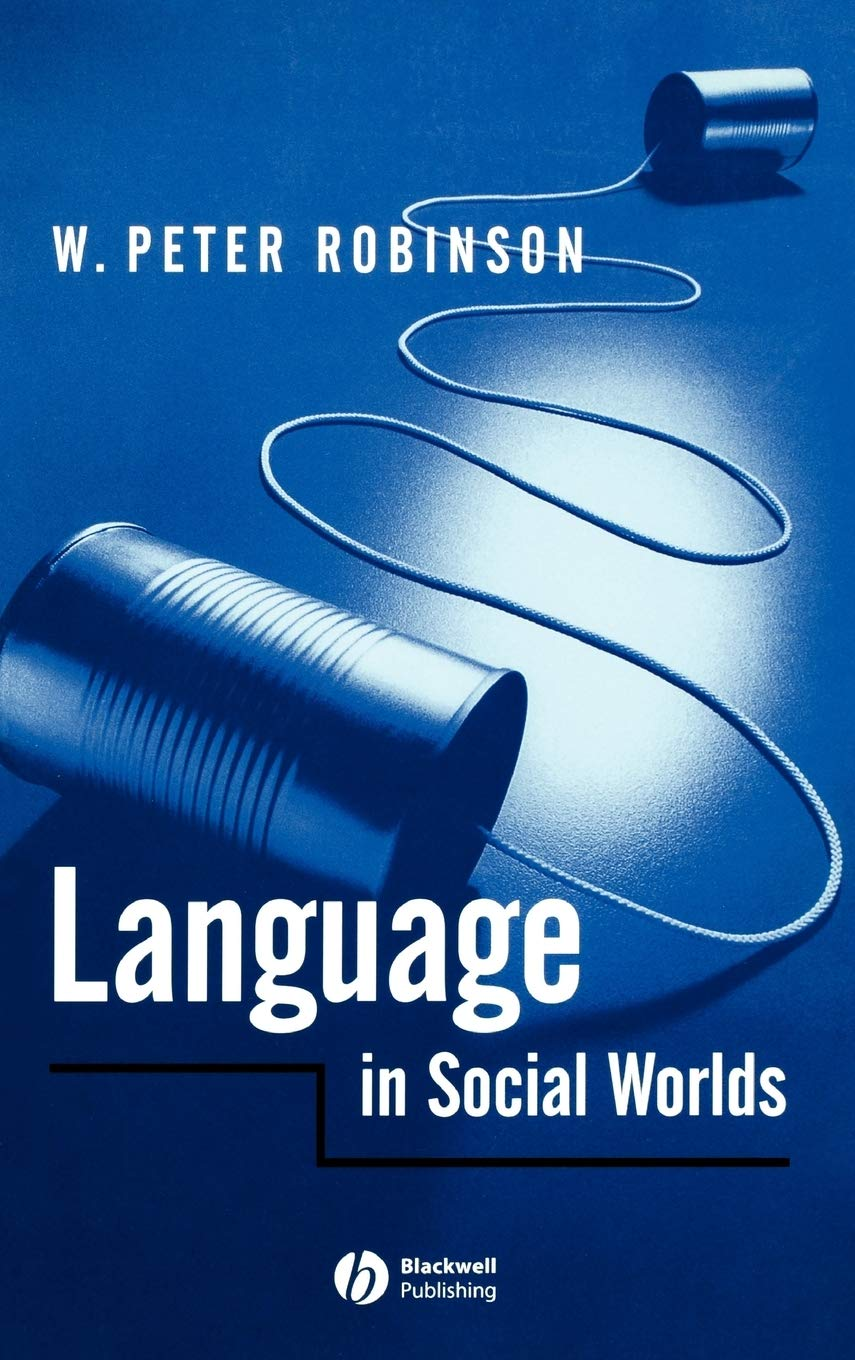 W. PETER ROBINSON
Language
in Social Worlds
b
Blackwell
Publishing